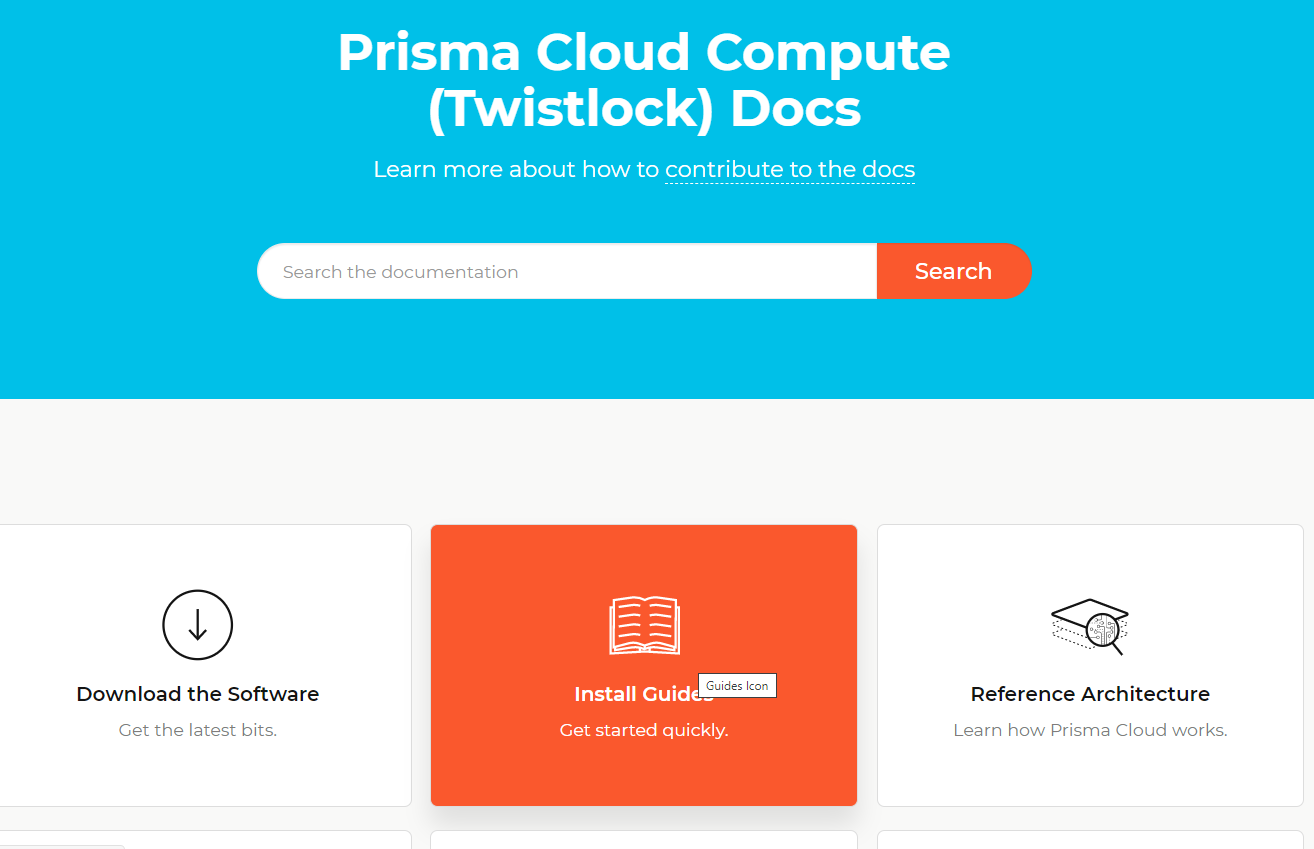 Prisma Cloud Compute
(Twistlock) Docs
Learn more about how to contribute to the docs
Search the documentation
Search
Download the Software
Get the latest bits.
Install Guides
Guides Icon
Get started quickly.
Reference Architecture
Learn how Prisma Cloud works.